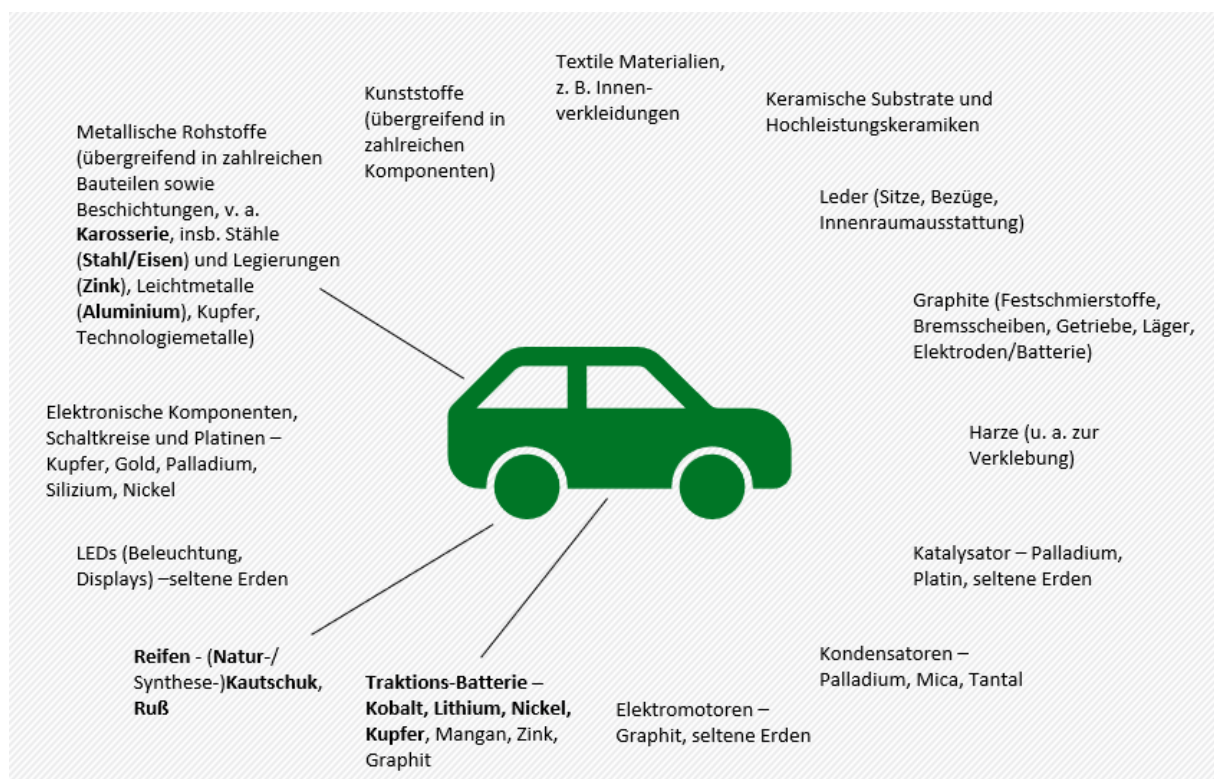 Textile Materialien,
z. B. Innen-
verkleidungen
Kunststoffe
(übergreifend in
zahlreichen
Komponenten)
Keramische Substrate und
Hochleistungskeramiken
Metallische Rohstoffe
(übergreifend in zahlreichen
Bauteilen sowie
Beschichtungen, v. a.
Karosserie, insb. Stähle
(Stahl/Eisen) und Legierungen
(Zink), Leichtmetalle
(Aluminium), Kupfer,
Technologiemetalle)
Leder (Sitze, Bezüge,
Innenraumausstattung)
Graphite (Festschmierstoffe,
Bremsscheiben, Getriebe, Läger,
Elektroden/Batterie)
Elektronische Komponenten,
Schaltkreise und Platinen –
Kupfer, Gold, Palladium,
Silizium, Nickel
Harze (u. a. zur
Verklebung)
LEDs (Beleuchtung,
Displays) –seltene Erden
Katalysator – Palladium,
Platin, seltene Erden
Reifen - (Natur-/
Synthese-)Kautschuk,
Ruß
Traktions-Batterie –
Kobalt, Lithium, Nickel,
Kupfer, Mangan, Zink,
Graphit
Elektromotoren –
Graphit, seltene Erden
Kondensatoren –
Palladium, Mica, Tantal